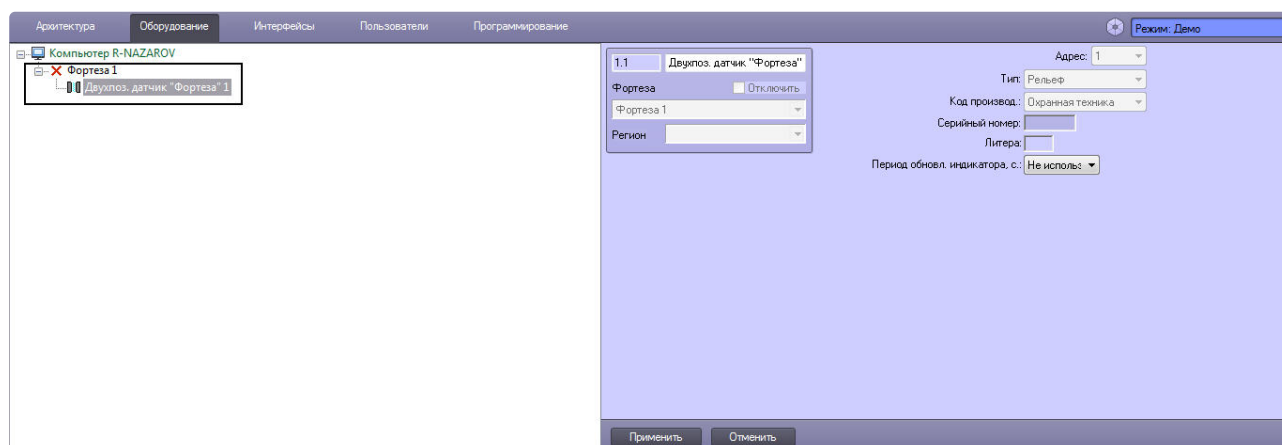 Архитектура Оборудование Интерфейсы Пользователи Программирование Режим: Демо
Компьютер R-NAZAROV
Фортеза 1
Двухпоз. датчик "Фортеза" 1
1.1 Двухпоз. датчик "Фортеза"
Фортеза Отключить
Фортеза 1
Регион
Адрес: 1
Тип: Рельеф
Код производ.: Охранная техника
Серийный номер:
Литера:
Период обновл. индикатора, с.: Не использ
Применить Отменить